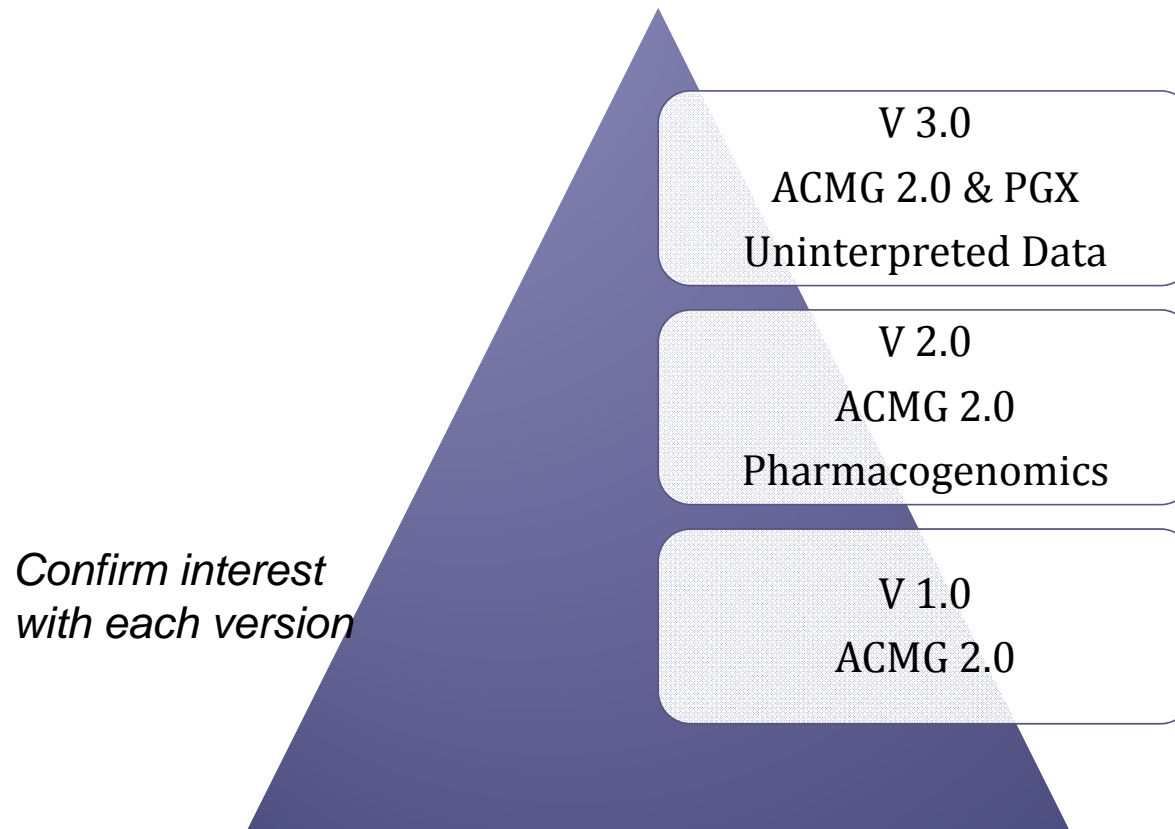 V 3.0
ACMG 2.0 & PGX
Uninterpreted Data
V 2.0
ACMG 2.0
Pharmacogenomics
Confirm interest
with each version
V 1.0
ACMG 2.0